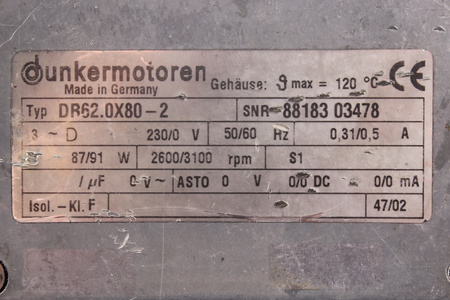 dunkermotoren
Made in Germany
Gehäuse: ϑ max = 120 °C CE
Typ DR62.0X80-2 SNR 88183 03478
3 ~ D 230/0 V 50/60 Hz 0,31/0,5 A
87/91 W 2600/3100 rpm S1
/ µF 0 V~ ASTO 0 V 0/0 DC 0/0 mA
Isol.-Kl. F 47/02